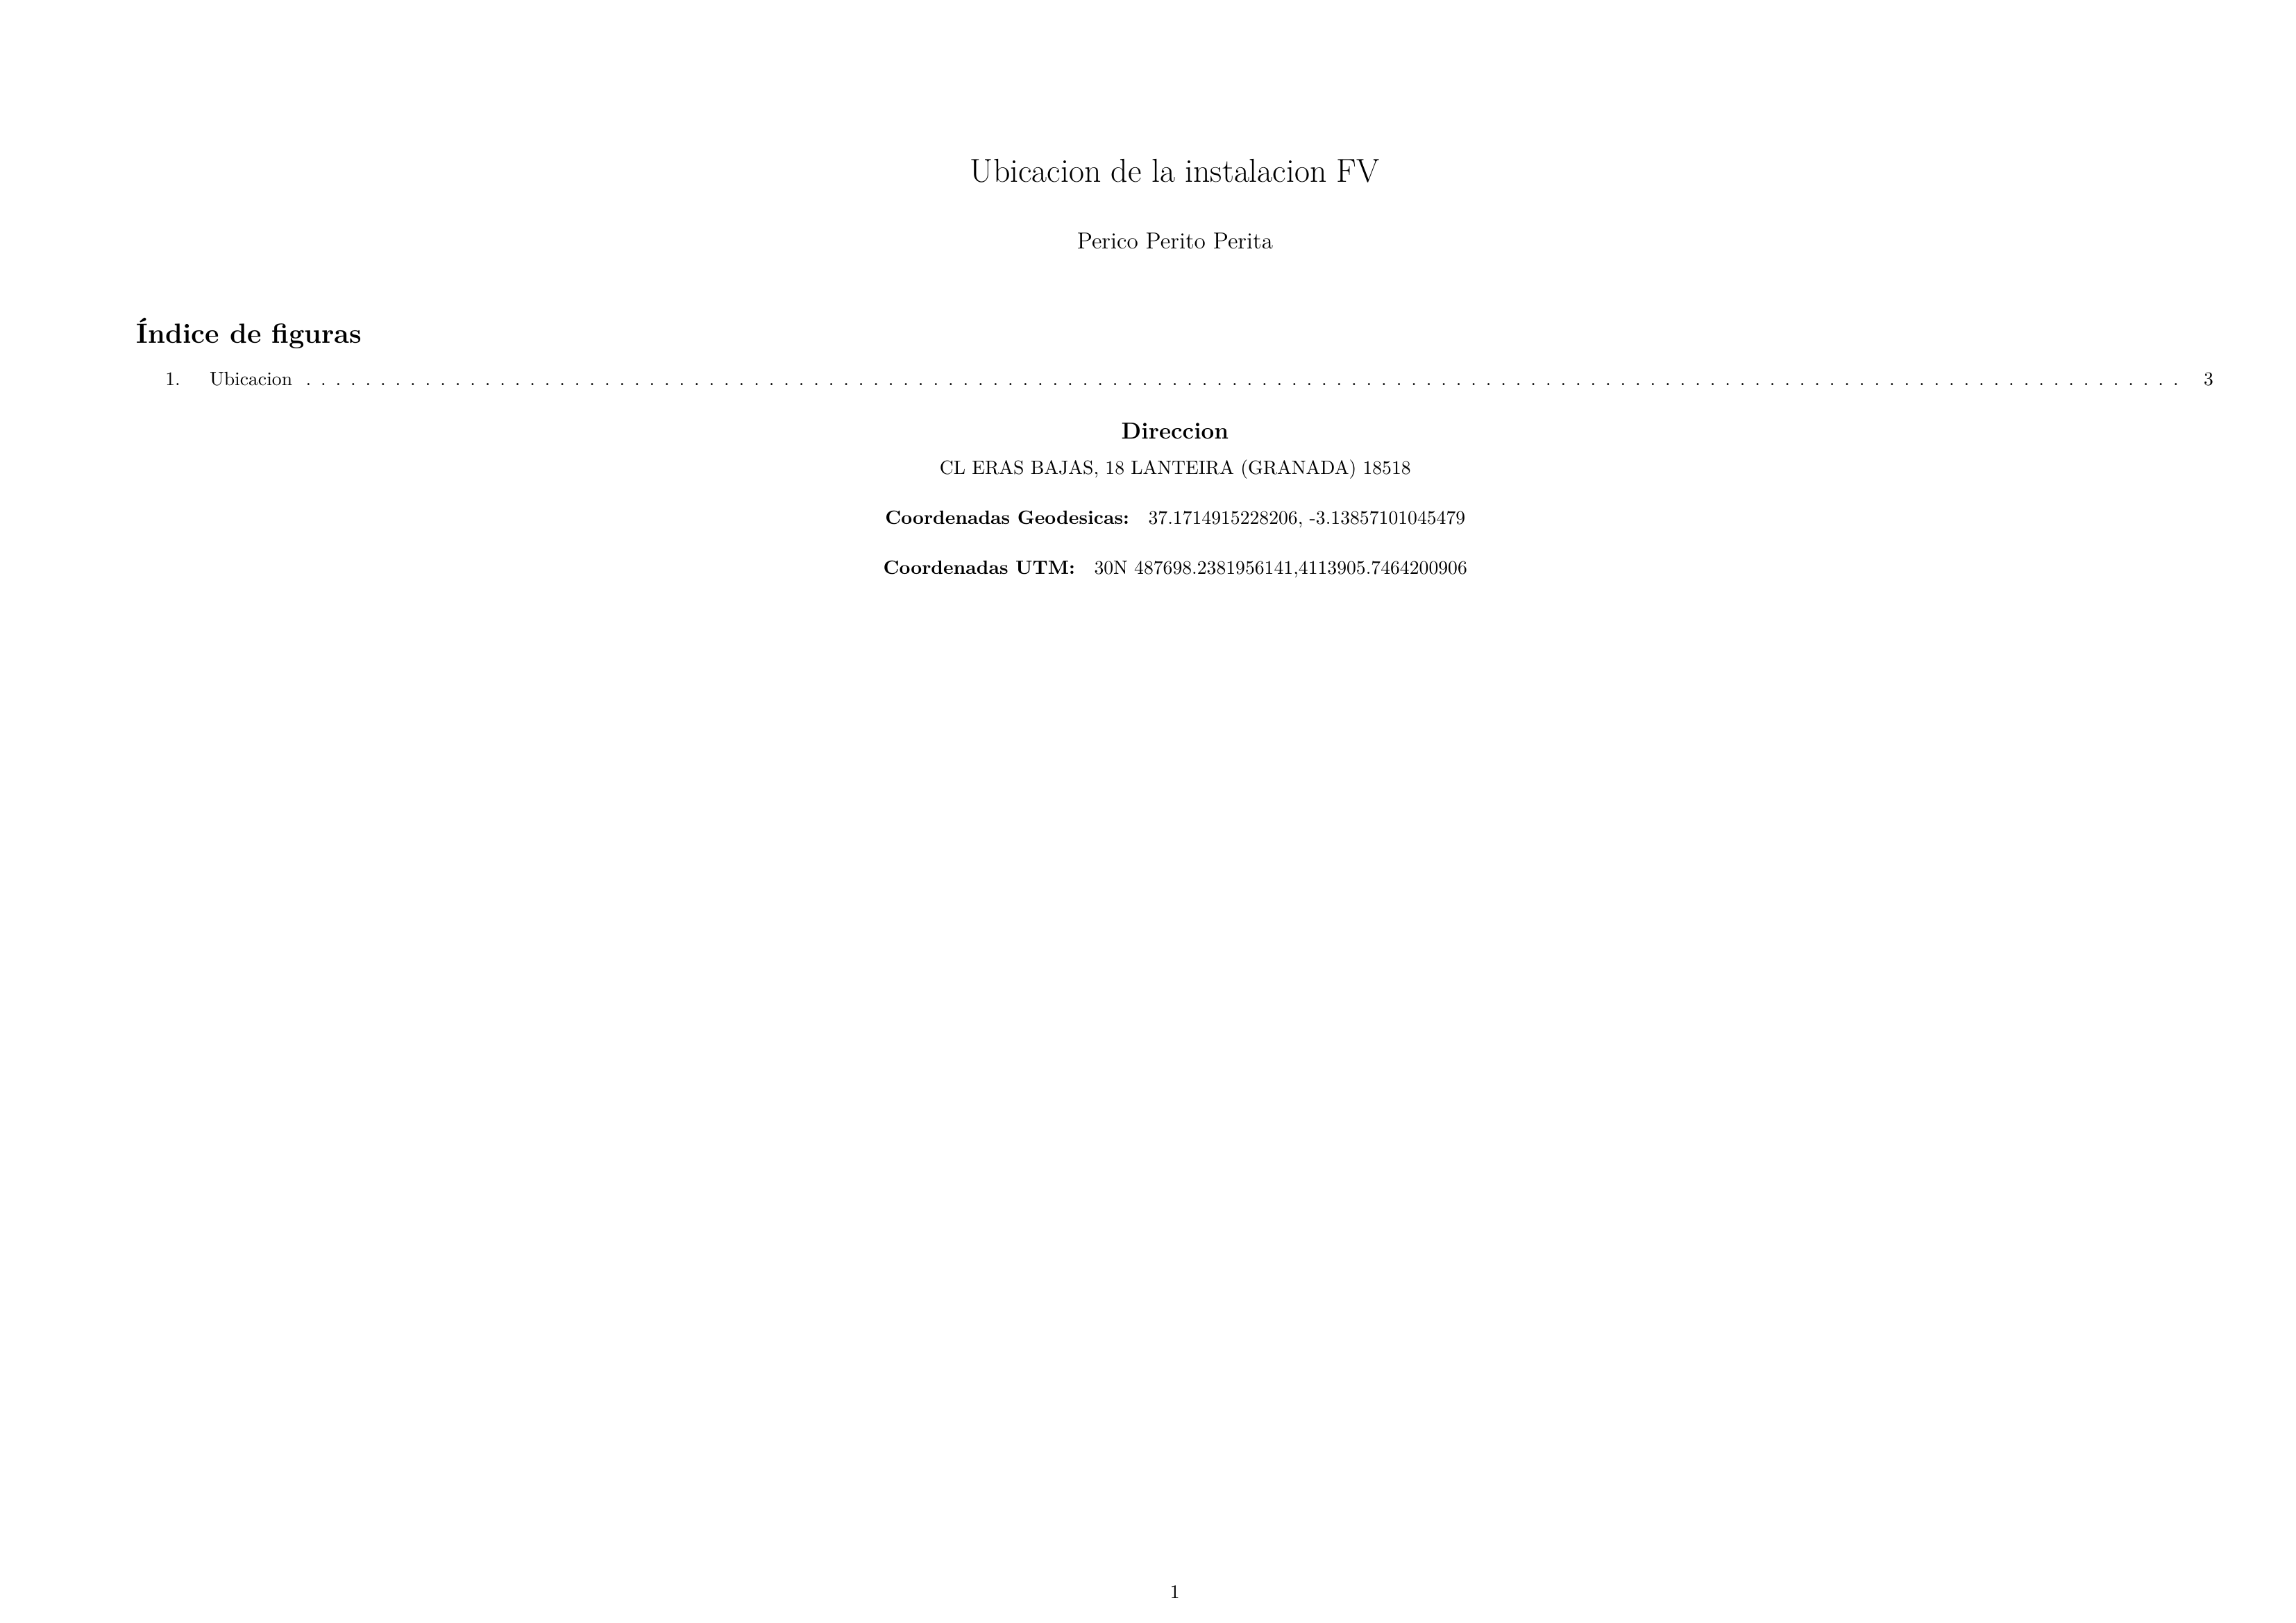 Ubicacion de la instalacion FV
Perico Perito Perita
Índice de figuras
1. Ubicacion . . . . . . . . . . . . . . . . . . . . . . . . . . . . . . . . . . . . . . . . 3
Direccion
CL ERAS BAJAS, 18 LANTEIRA (GRANADA) 18518
Coordenadas Geodesicas: 37.1714915228206, -3.13857101045479
Coordenadas UTM: 30N 487698.2381956141,4113905.7464200906
1